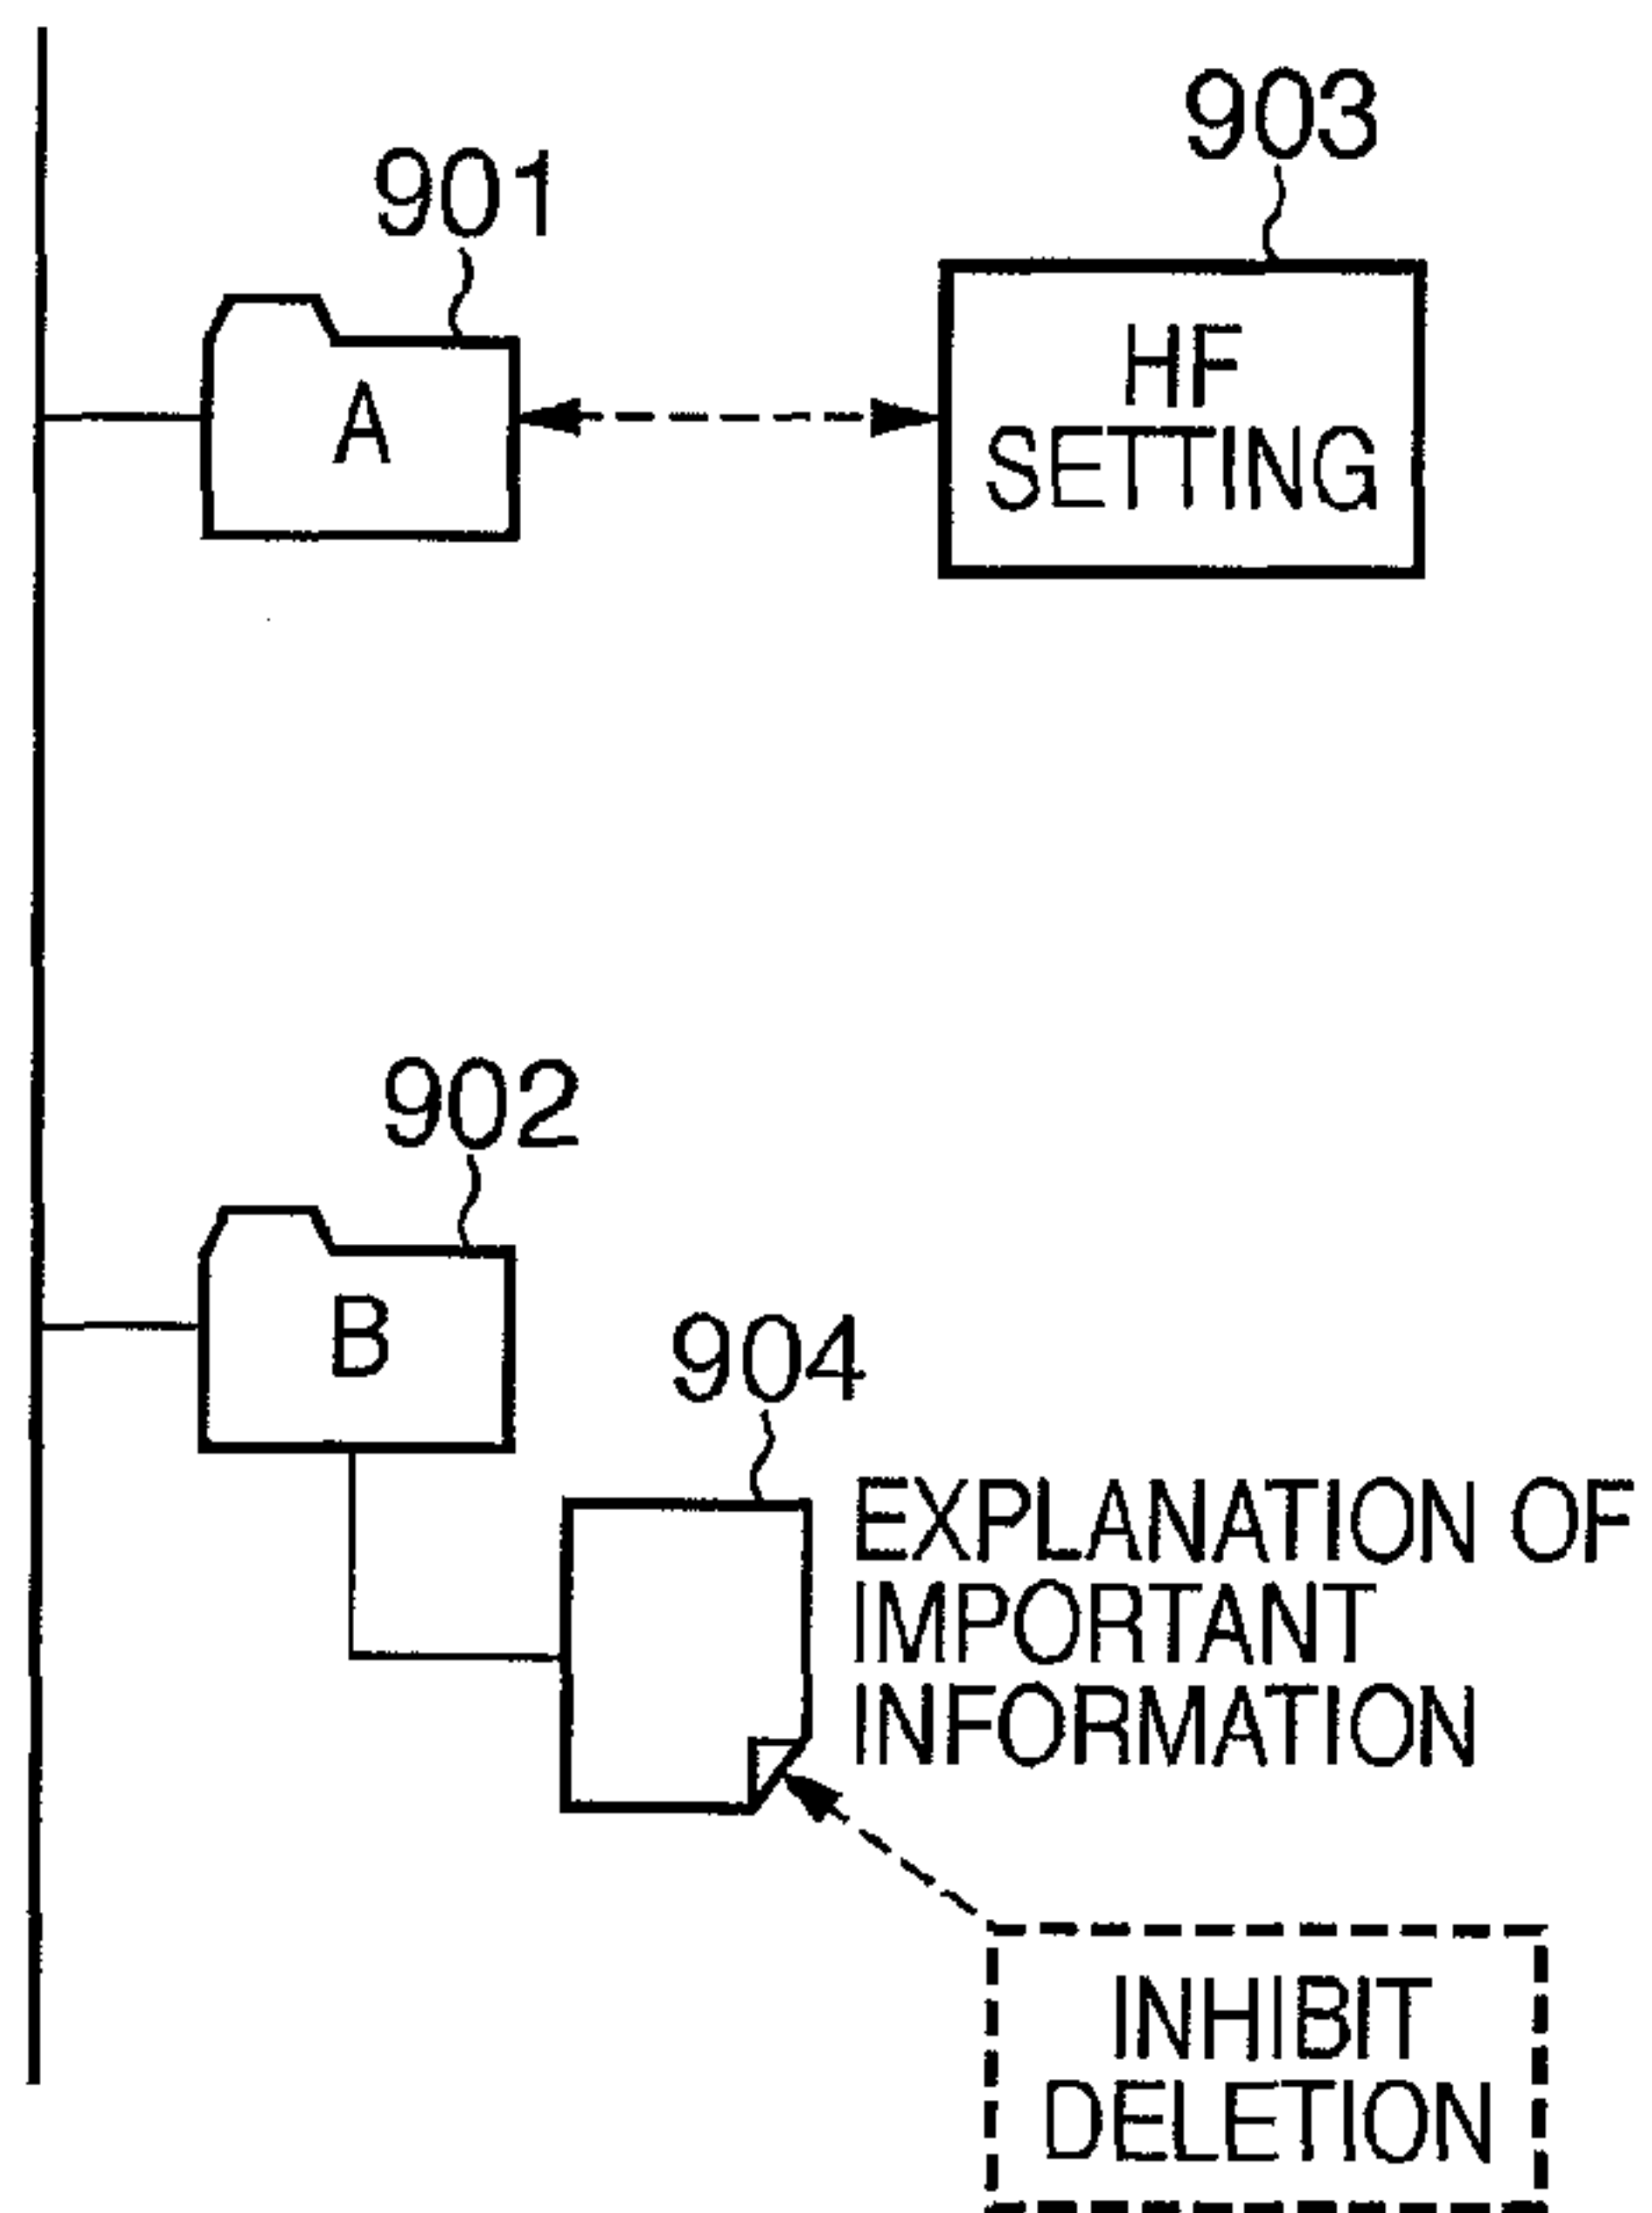 903
901
HF
SETTING
A
902
B
904
EXPLANATION OF
IMPORTANT
INFORMATION
INHIBIT
DELETION